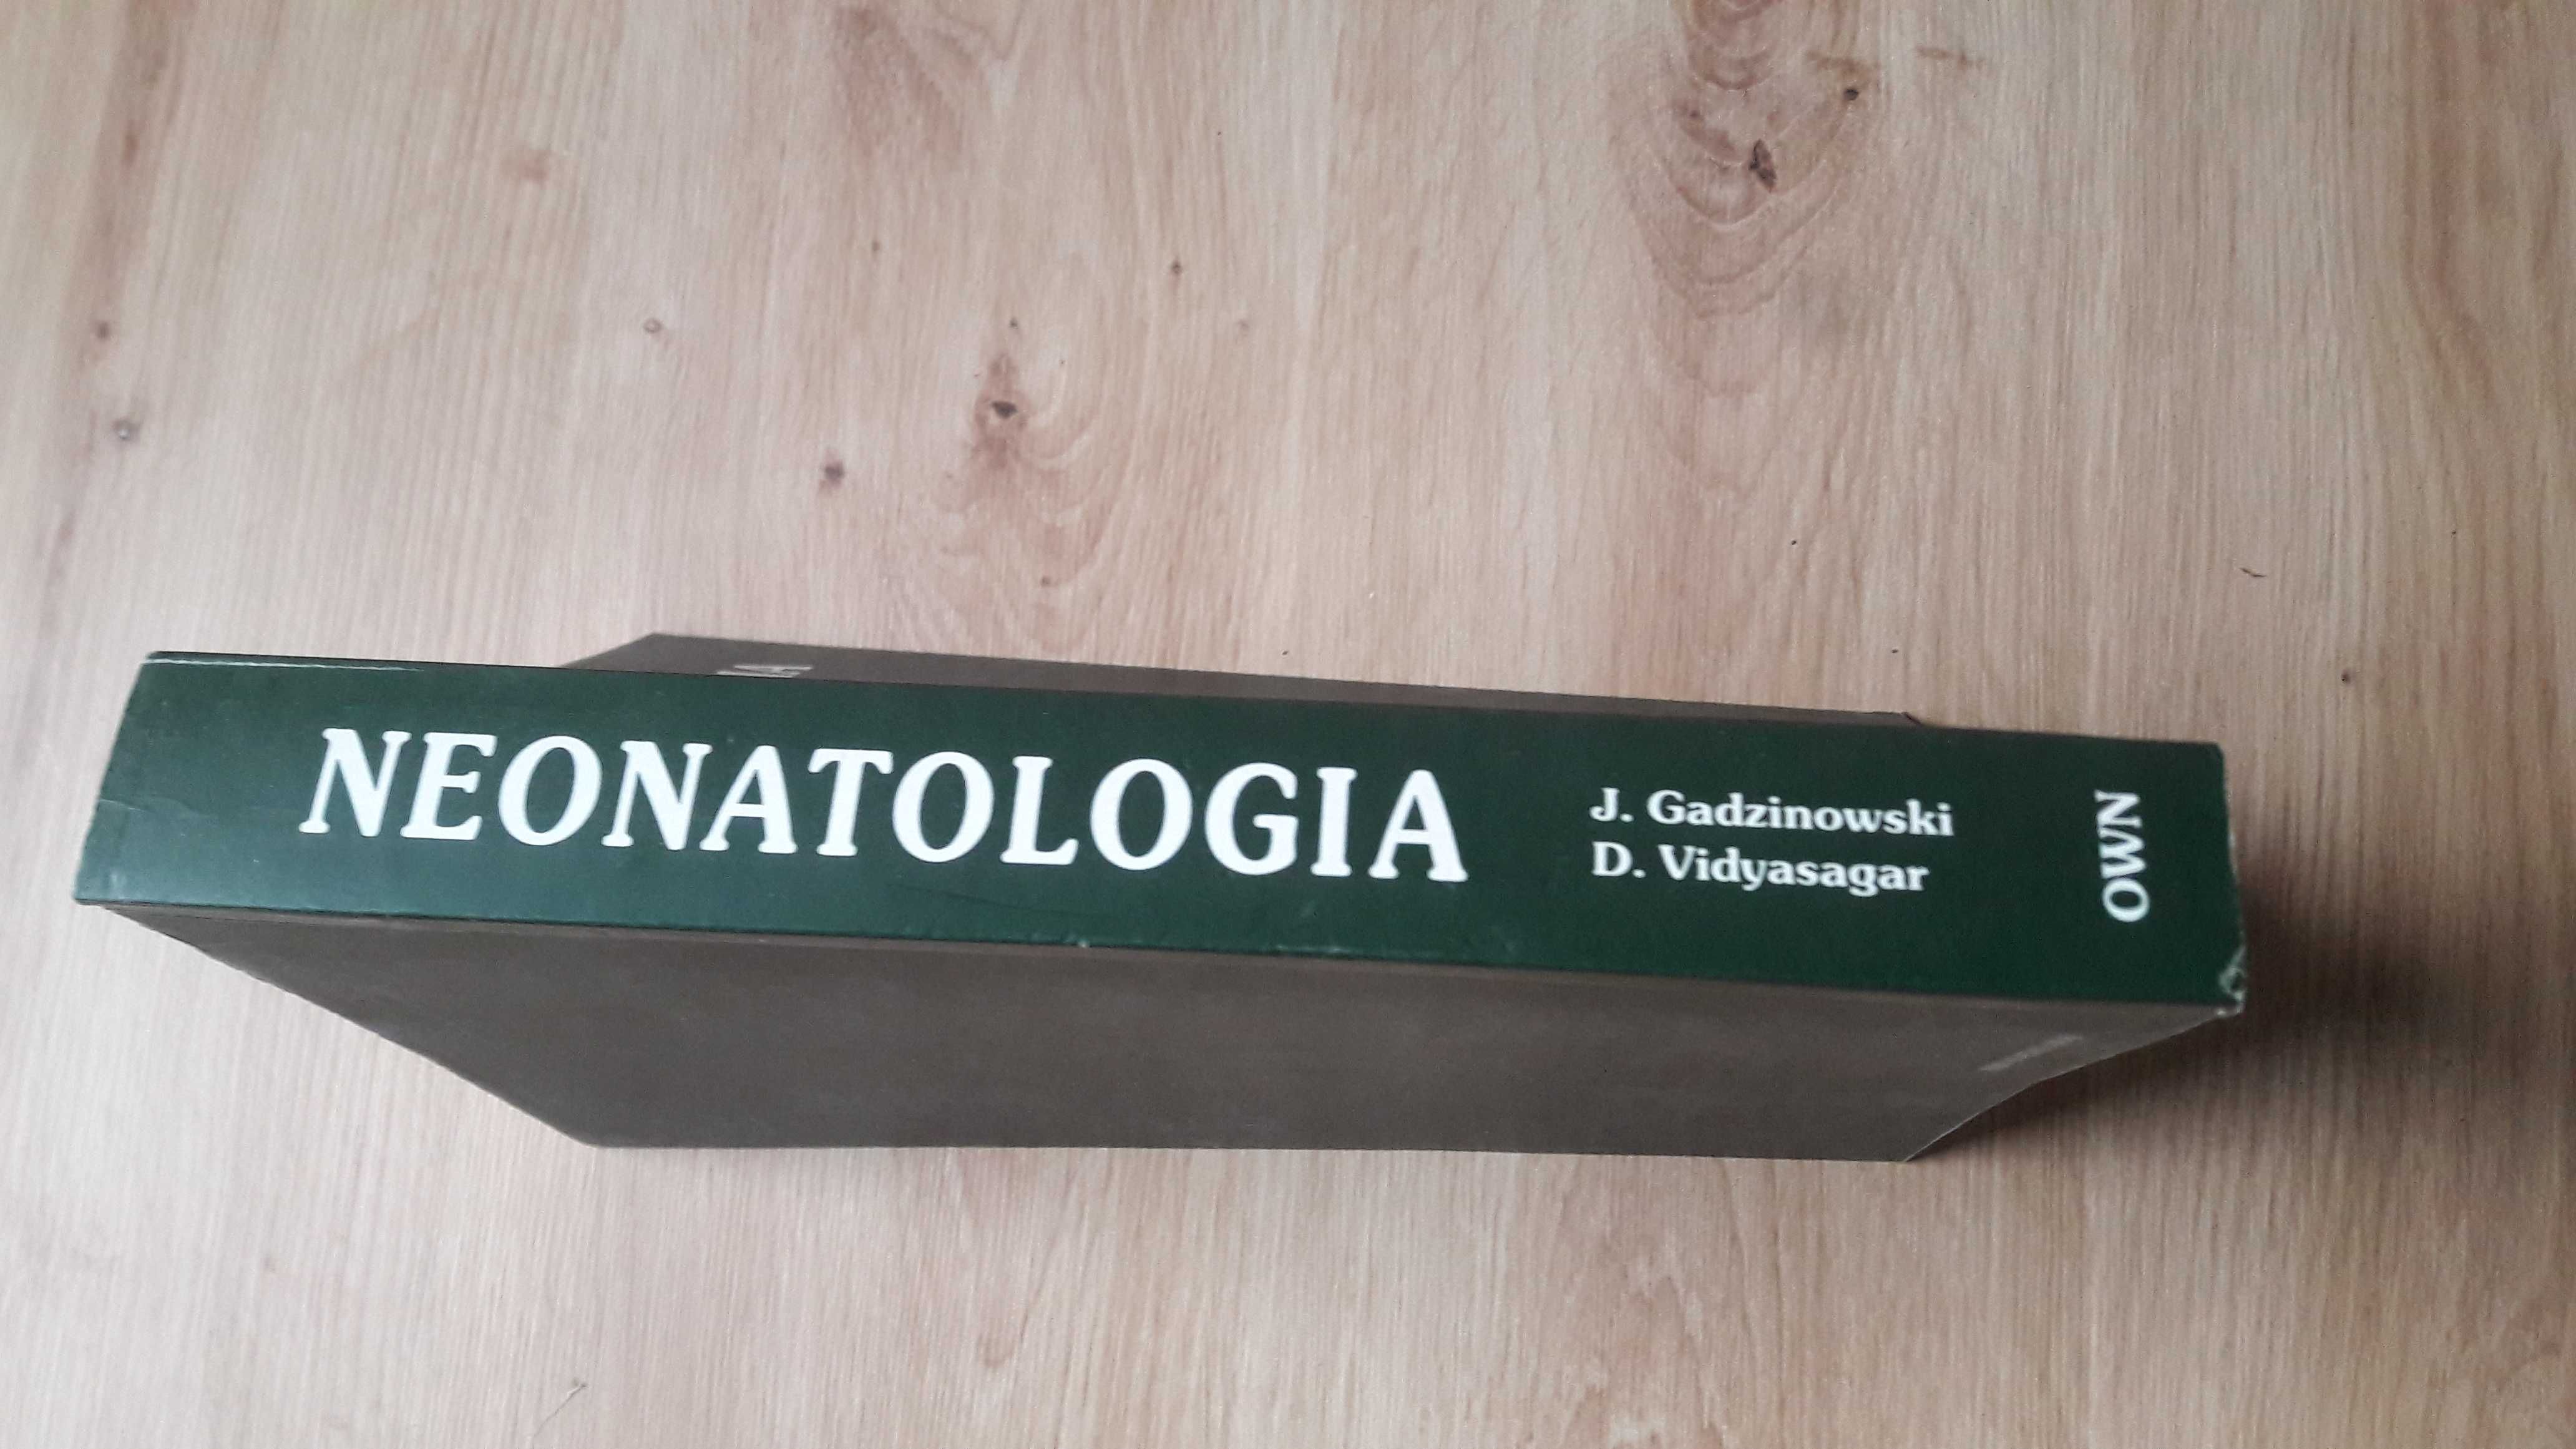 NEONATOLOGIA
J. Gadzinowski
D. Vidyasagar
OWN